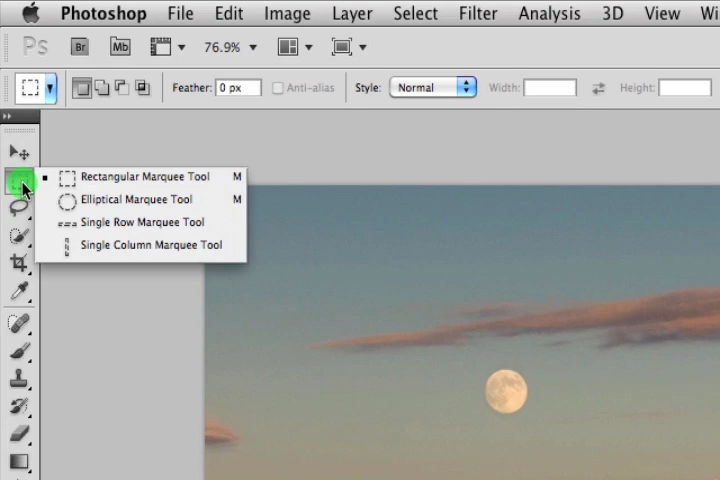 Photoshop File Edit Image Layer Select Filter Analysis 3D View Wi
Ps Br Mb 76.9%
Feather: 0 px Anti-alias Style: Normal Width: Height:
Rectangular Marquee Tool M
Elliptical Marquee Tool M
Single Row Marquee Tool
Single Column Marquee Tool